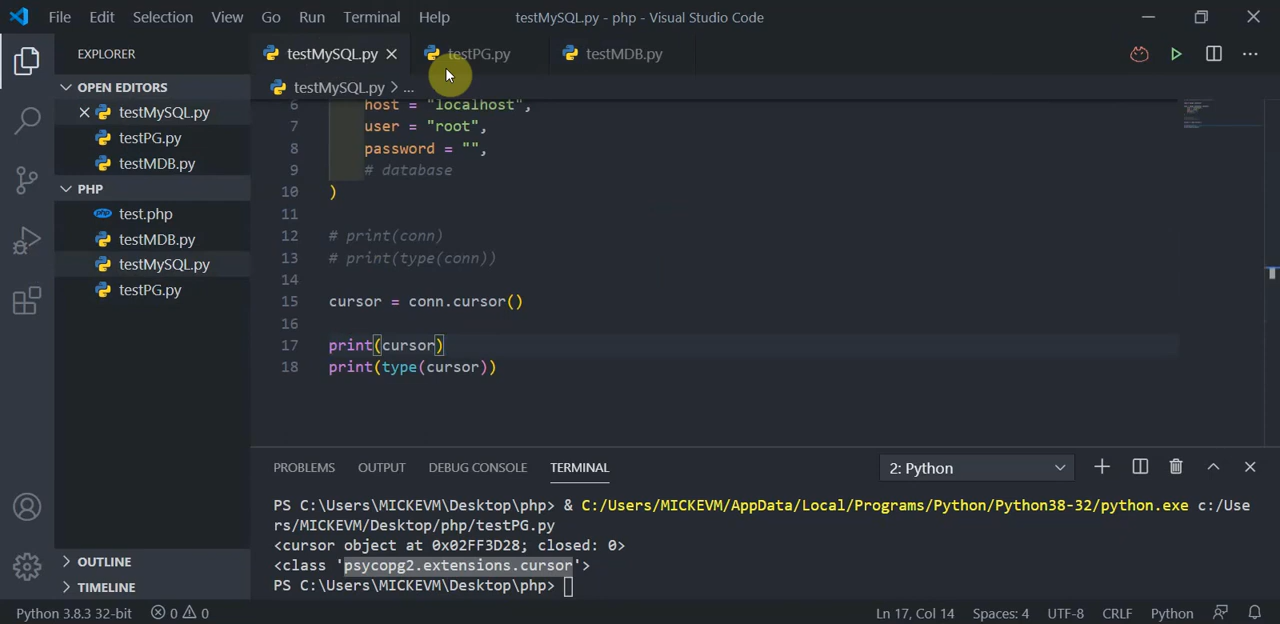 File Edit Selection View Go Run Terminal Help testMySQL.py - php - Visual Studio Code
EXPLORER
OPEN EDITORS
testMySQL.py
testPG.py
testMDB.py
PHP
php test.php
testMDB.py
testMySQL.py
testPG.py
OUTLINE
TIMELINE
testMySQL.py testPG.py testMDB.py
testMySQL.py > ...
6 host = "localhost",
7 user = "root",
8 password = "",
9 # database
10 )
11
12 # print(conn)
13 # print(type(conn))
14
15 cursor = conn.cursor()
16
17 print(cursor)
18 print(type(cursor))
PROBLEMS OUTPUT DEBUG CONSOLE TERMINAL 2: Python
PS C:\Users\MICKEVM\Desktop\php> & C:/Users/MICKEVM/AppData/Local/Programs/Python/Python38-32/python.exe c:/Use
rs/MICKEVM/Desktop/php/testPG.py
<cursor object at 0x02FF3D28; closed: 0>
<class 'psycopg2.extensions.cursor'>
PS C:\Users\MICKEVM\Desktop\php>
Python 3.8.3 32-bit 0 0 Ln 17, Col 14 Spaces: 4 UTF-8 CRLF Python